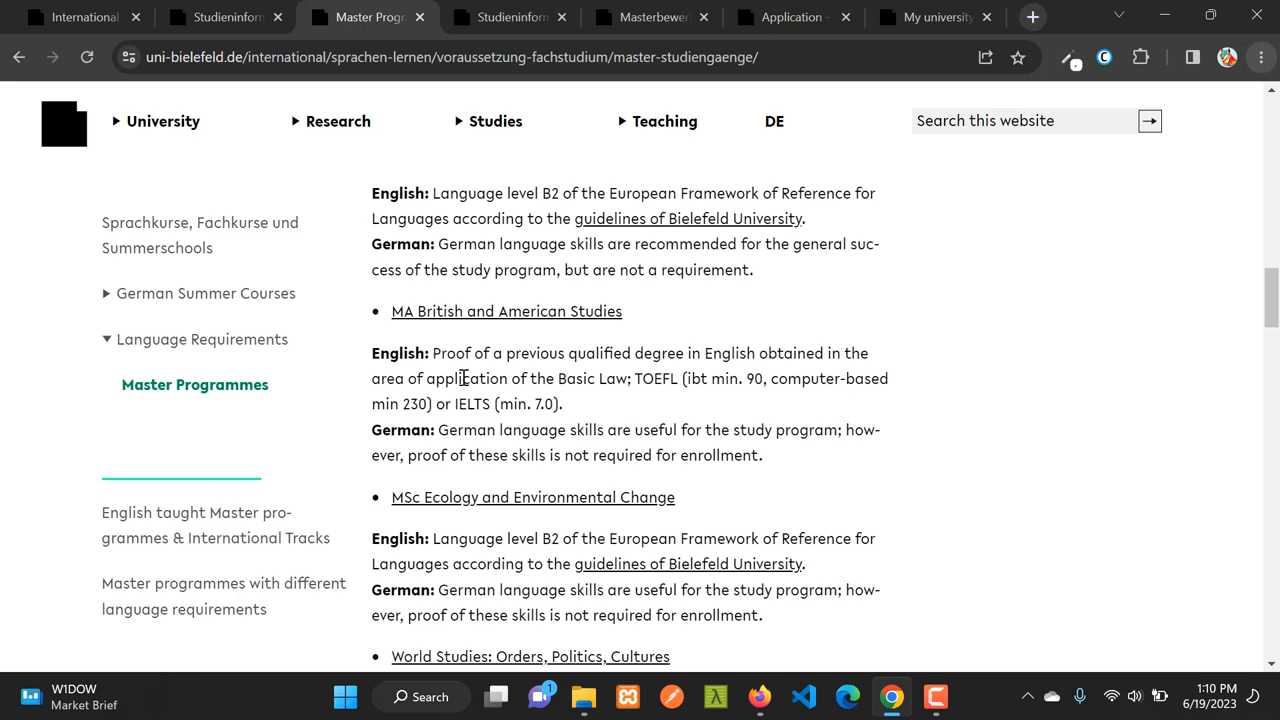 International
Studieninform
Master Progr
Studieninform
Masterbewer
Application -
My university
uni-bielefeld.de/international/sprachen-lernen/voraussetzung-fachstudium/master-studiengaenge/
University
Research
Studies
Teaching
DE
Search this website
Sprachkurse, Fachkurse und
Summerschools
German Summer Courses
Language Requirements
Master Programmes
English taught Master pro-
grammes & International Tracks
Master programmes with different
language requirements
English: Language level B2 of the European Framework of Reference for
Languages according to the guidelines of Bielefeld University.
German: German language skills are recommended for the general suc-
cess of the study program, but are not a requirement.
• MA British and American Studies
English: Proof of a previous qualified degree in English obtained in the
area of application of the Basic Law; TOEFL (ibt min. 90, computer-based
min 230) or IELTS (min. 7.0).
German: German language skills are useful for the study program; how-
ever, proof of these skills is not required for enrollment.
• MSc Ecology and Environmental Change
English: Language level B2 of the European Framework of Reference for
Languages according to the guidelines of Bielefeld University.
German: German language skills are useful for the study program; how-
ever, proof of these skills is not required for enrollment.
• World Studies: Orders, Politics, Cultures
W1DOW
Market Brief
Search
1
1:10 PM
6/19/2023